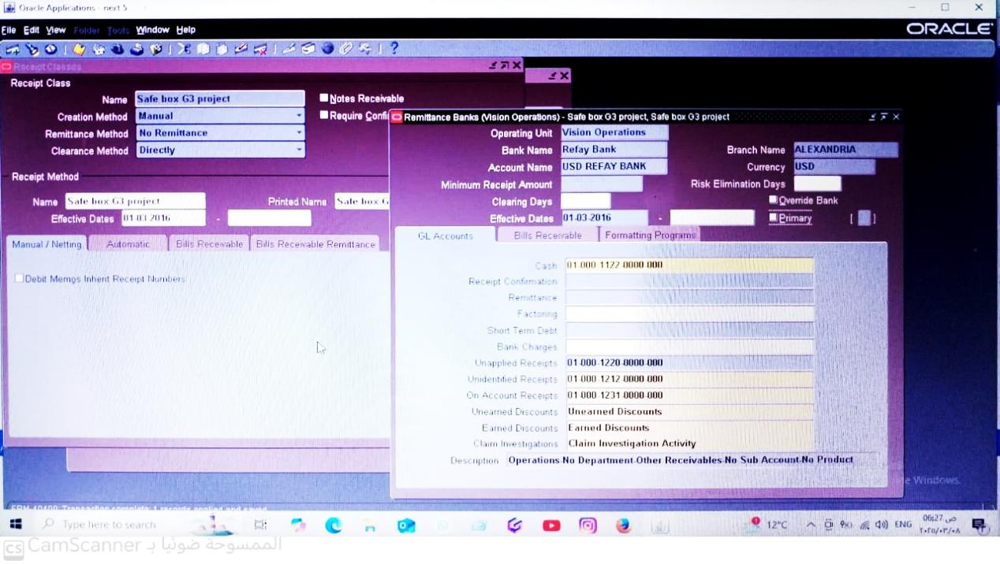 Oracle Applications - next 5
File Edit View Folder Tools Window Help
ORACLE
Receipt Classes
Receipt Class
Name Safe box G3 project
Notes Receivable
Creation Method Manual
Require Confi
Remittance Method No Remittance
Clearance Method Directly
Receipt Method
Name Safe box G3 project Printed Name Safe box G
Effective Dates 01-03-2016 -
Manual / Netting Automatic Bills Receivable Bills Receivable Remittance
Debit Memos Inherit Receipt Numbers
Remittance Banks (Vision Operations) - Safe box G3 project, Safe box G3 project
Operating Unit Vision Operations
Bank Name Refay Bank Branch Name ALEXANDRIA
Account Name USD REFAY BANK Currency USD
Minimum Receipt Amount Risk Elimination Days
Clearing Days Override Bank
Effective Dates 01-03-2016 - Primary [ ]
GL Accounts Bills Receivable Formatting Programs
Cash 01-000-1122-0000-000
Receipt Confirmation
Remittance
Factoring
Short Term Debt
Bank Charges
Unapplied Receipts 01-000-1220-0000-000
Unidentified Receipts 01-000-1212-0000-000
On Account Receipts 01-000-1231-0000-000
Unearned Discounts Unearned Discounts
Earned Discounts Earned Discounts
Claim Investigations Claim Investigation Activity
Description Operations-No Department-Other Receivables-No Sub Account-No Product
Windows.
FRM-40400: Transaction complete: 1 records applied and saved.
Type here to search
12°C
ENG
06:27 ص
٢٠٢٥/٠٣/٠٨
CS CamScanner الممسوحة ضوئيا بـ